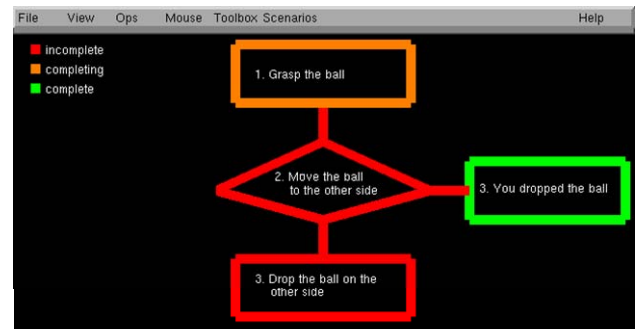 File View Ops Mouse Toolbox Scenarios Help
incomplete
completing
complete
1. Grasp the ball
2. Move the ball
to the other side
3. You dropped the ball
3. Drop the ball on the
other side